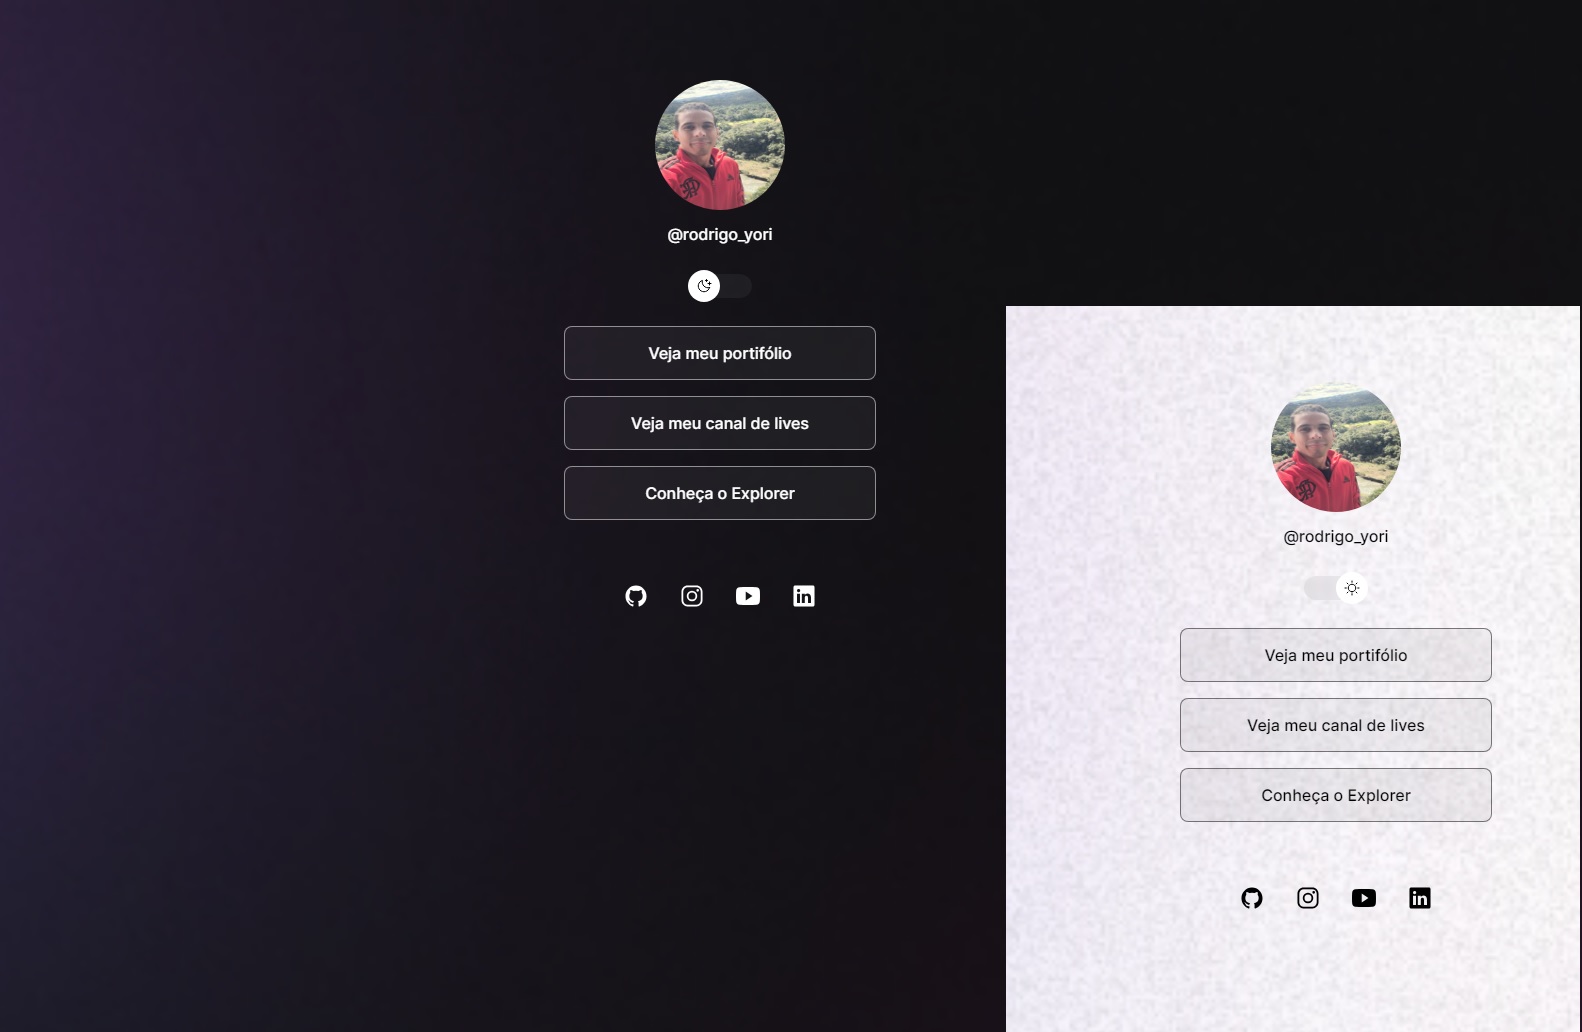 @rodrigo_yori
Veja meu portifólio
Veja meu canal de lives
Conheça o Explorer
@rodrigo_yori
Veja meu portifólio
Veja meu canal de lives
Conheça o Explorer